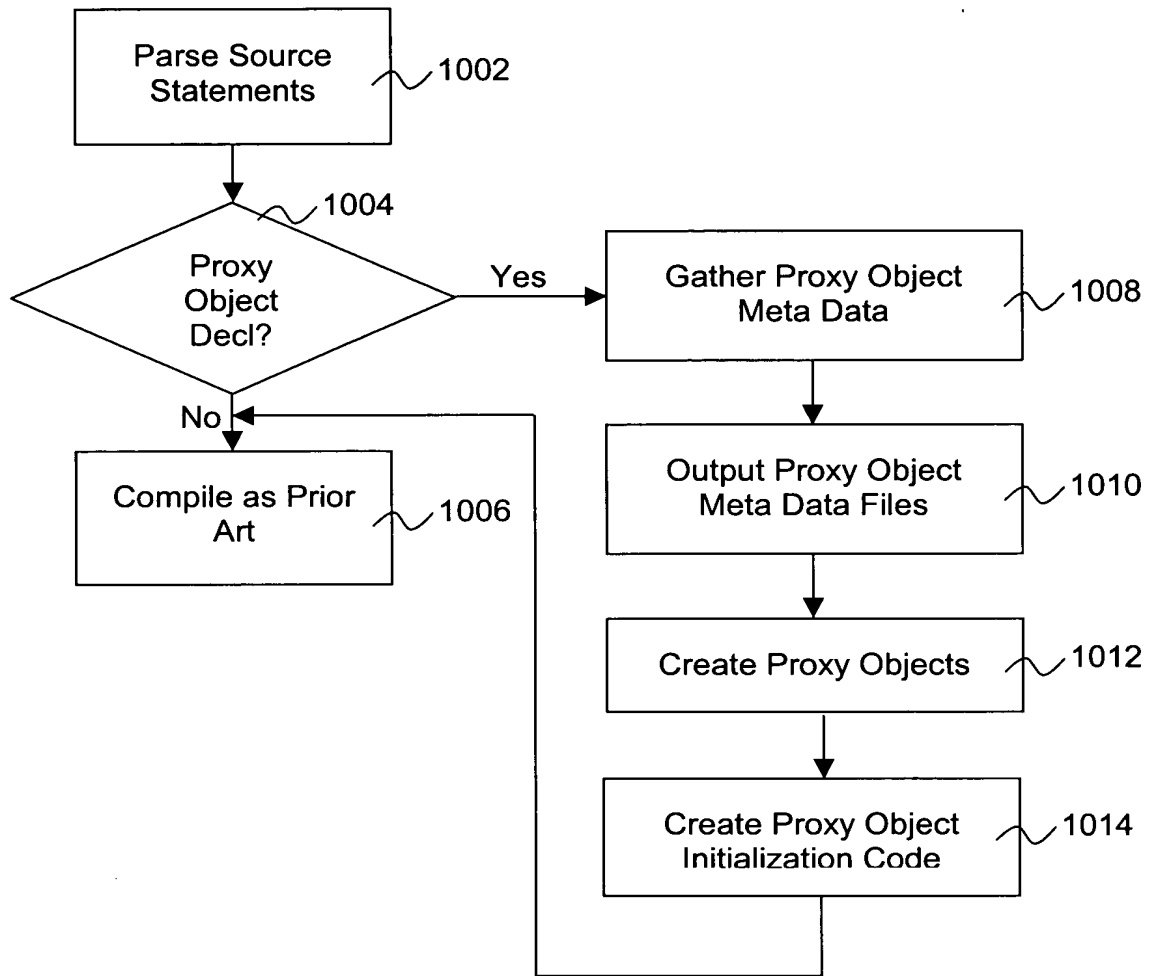 Parse Source
Statements
1002
1004
Proxy
Object
Decl?
Yes
No
Gather Proxy Object
Meta Data
1008
Output Proxy Object
Meta Data Files
1010
Compile as Prior
Art
1006
Create Proxy Objects
1012
Create Proxy Object
Initialization Code
1014